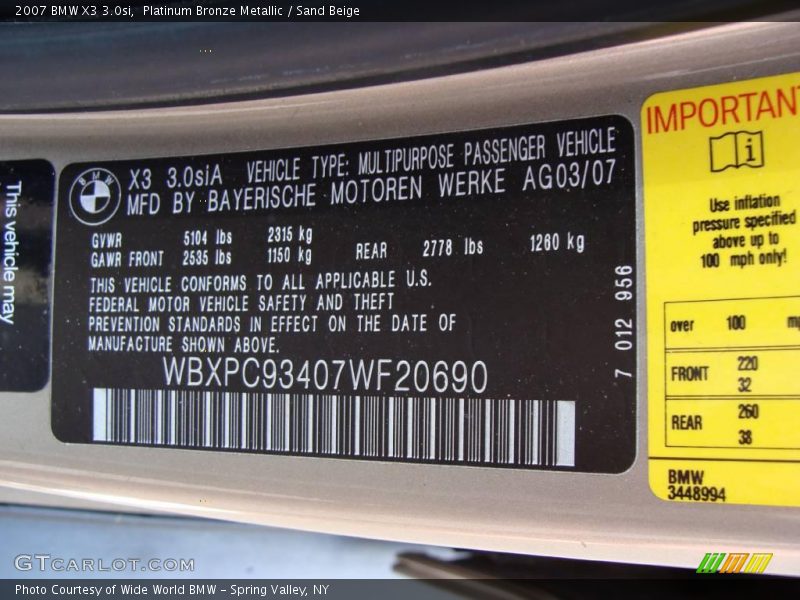 2007 BMW X3 3.0si, Platinum Bronze Metallic / Sand Beige
This vehicle may
BMW
X3 3.0siA VEHICLE TYPE: MULTIPURPOSE PASSENGER VEHICLE
MFD BY BAYERISCHE MOTOREN WERKE AG03/07
GVWR 5104 lbs 2315 kg
GAWR FRONT 2535 lbs 1150 kg REAR 2778 lbs 1260 kg
THIS VEHICLE CONFORMS TO ALL APPLICABLE U.S.
FEDERAL MOTOR VEHICLE SAFETY AND THEFT
PREVENTION STANDARDS IN EFFECT ON THE DATE OF
MANUFACTURE SHOWN ABOVE.
WBXPC93407WF20690
7 012 956
IMPORTANT
i
Use inflation
pressure specified
above up to
100 mph only!
over 100 mp
FRONT 220
32
REAR 260
38
BMW
3448994
GTCARLOT.COM
Photo Courtesy of Wide World BMW - Spring Valley, NY